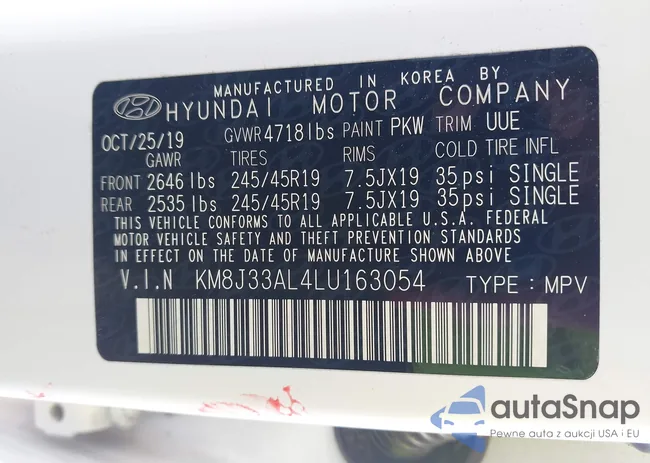 MANUFACTURED IN KOREA BY
HYUNDAI MOTOR COMPANY
OCT/25/19 GVWR 4718lbs PAINT PKW TRIM UUE
GAWR TIRES RIMS COLD TIRE INFL
FRONT 2646 lbs 245/45R19 7.5JX19 35psi SINGLE
REAR 2535 lbs 245/45R19 7.5JX19 35psi SINGLE
THIS VEHICLE CONFORMS TO ALL APPLICABLE U.S.A. FEDERAL
MOTOR VEHICLE SAFETY AND THEFT PREVENTION STANDARDS
IN EFFECT ON THE DATE OF MANUFACTURE SHOWN ABOVE
V.I.N KM8J33AL4LU163054 TYPE : MPV
autaSnap
Pewne auta z aukcji USA i EU